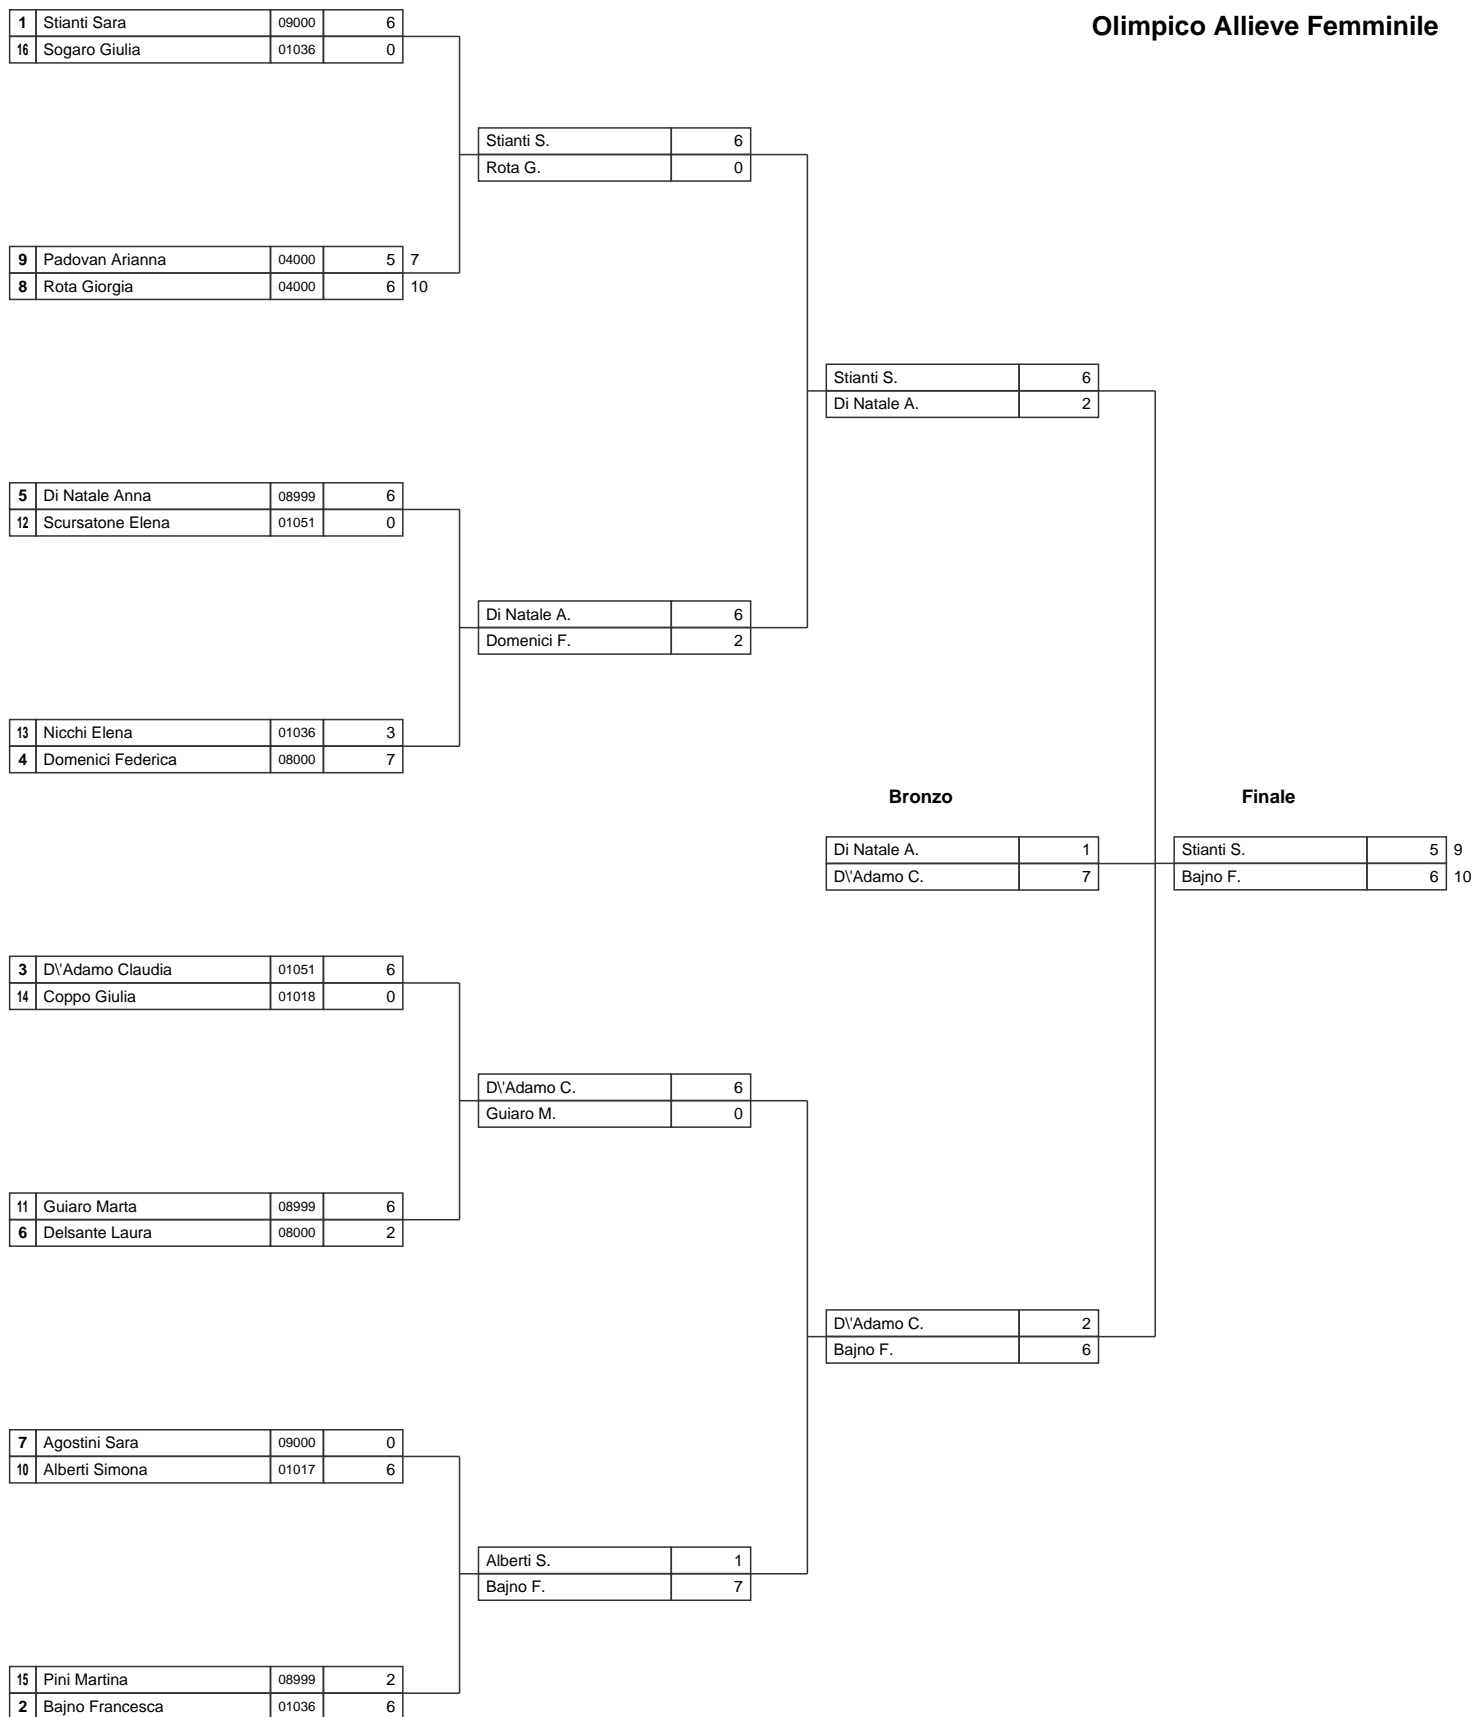 Olimpico Allieve Femminile
1 Stianti Sara 09000 6
16 Sogaro Giulia 01036 0
Stianti S. 6
Rota G. 0
9 Padovan Arianna 04000 5 7
8 Rota Giorgia 04000 6 10
Stianti S. 6
Di Natale A. 2
5 Di Natale Anna 08999 6
12 Scursatone Elena 01051 0
Di Natale A. 6
Domenici F. 2
13 Nicchi Elena 01036 3
4 Domenici Federica 08000 7
Bronzo Finale
Di Natale A. 1 Stianti S. 5 9
D\'Adamo C. 7 Bajno F. 6 10
3 D\'Adamo Claudia 01051 6
14 Coppo Giulia 01018 0
D\'Adamo C. 6
Guiaro M. 0
11 Guiaro Marta 08999 6
6 Delsante Laura 08000 2
D\'Adamo C. 2
Bajno F. 6
7 Agostini Sara 09000 0
10 Alberti Simona 01017 6
Alberti S. 1
Bajno F. 7
15 Pini Martina 08999 2
2 Bajno Francesca 01036 6